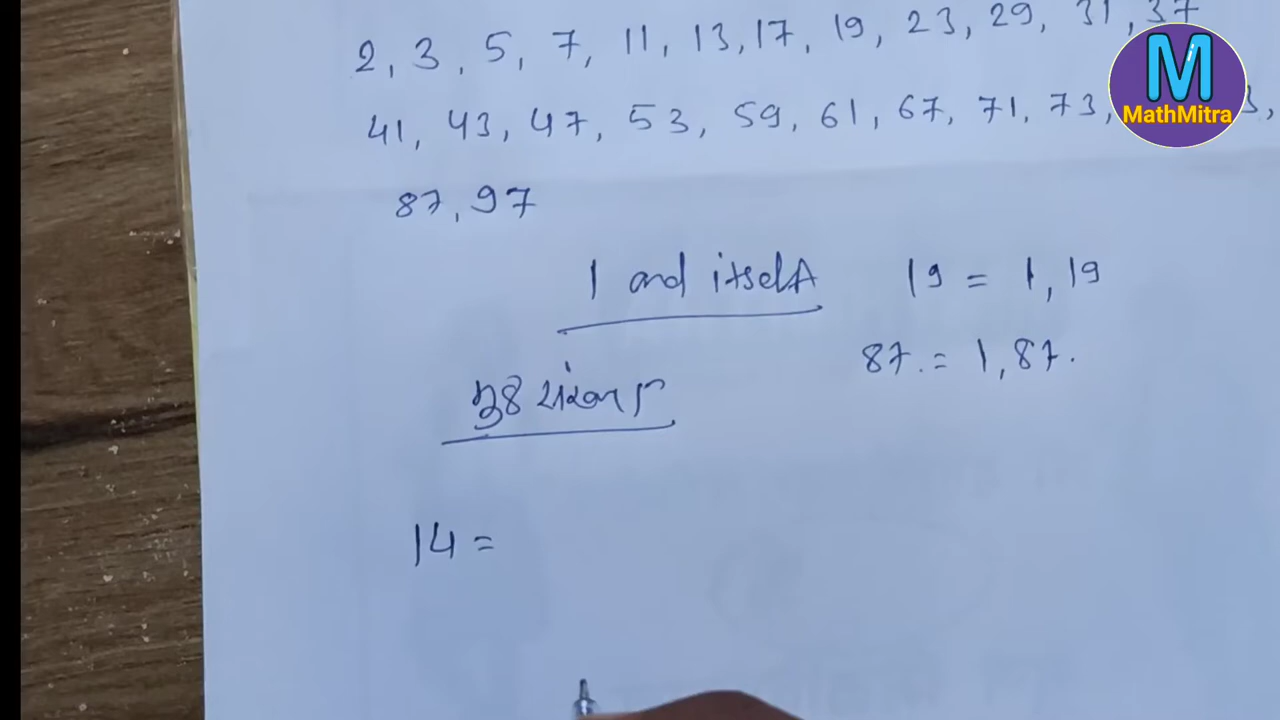 2, 3, 5, 7, 11, 13, 17, 19, 23, 29, 31, 37
M
MathMitra
41, 43, 47, 53, 59, 61, 67, 71, 73, 3,
87, 97
1 and itself 19 = 1, 19
87. = 1, 87.
14 =